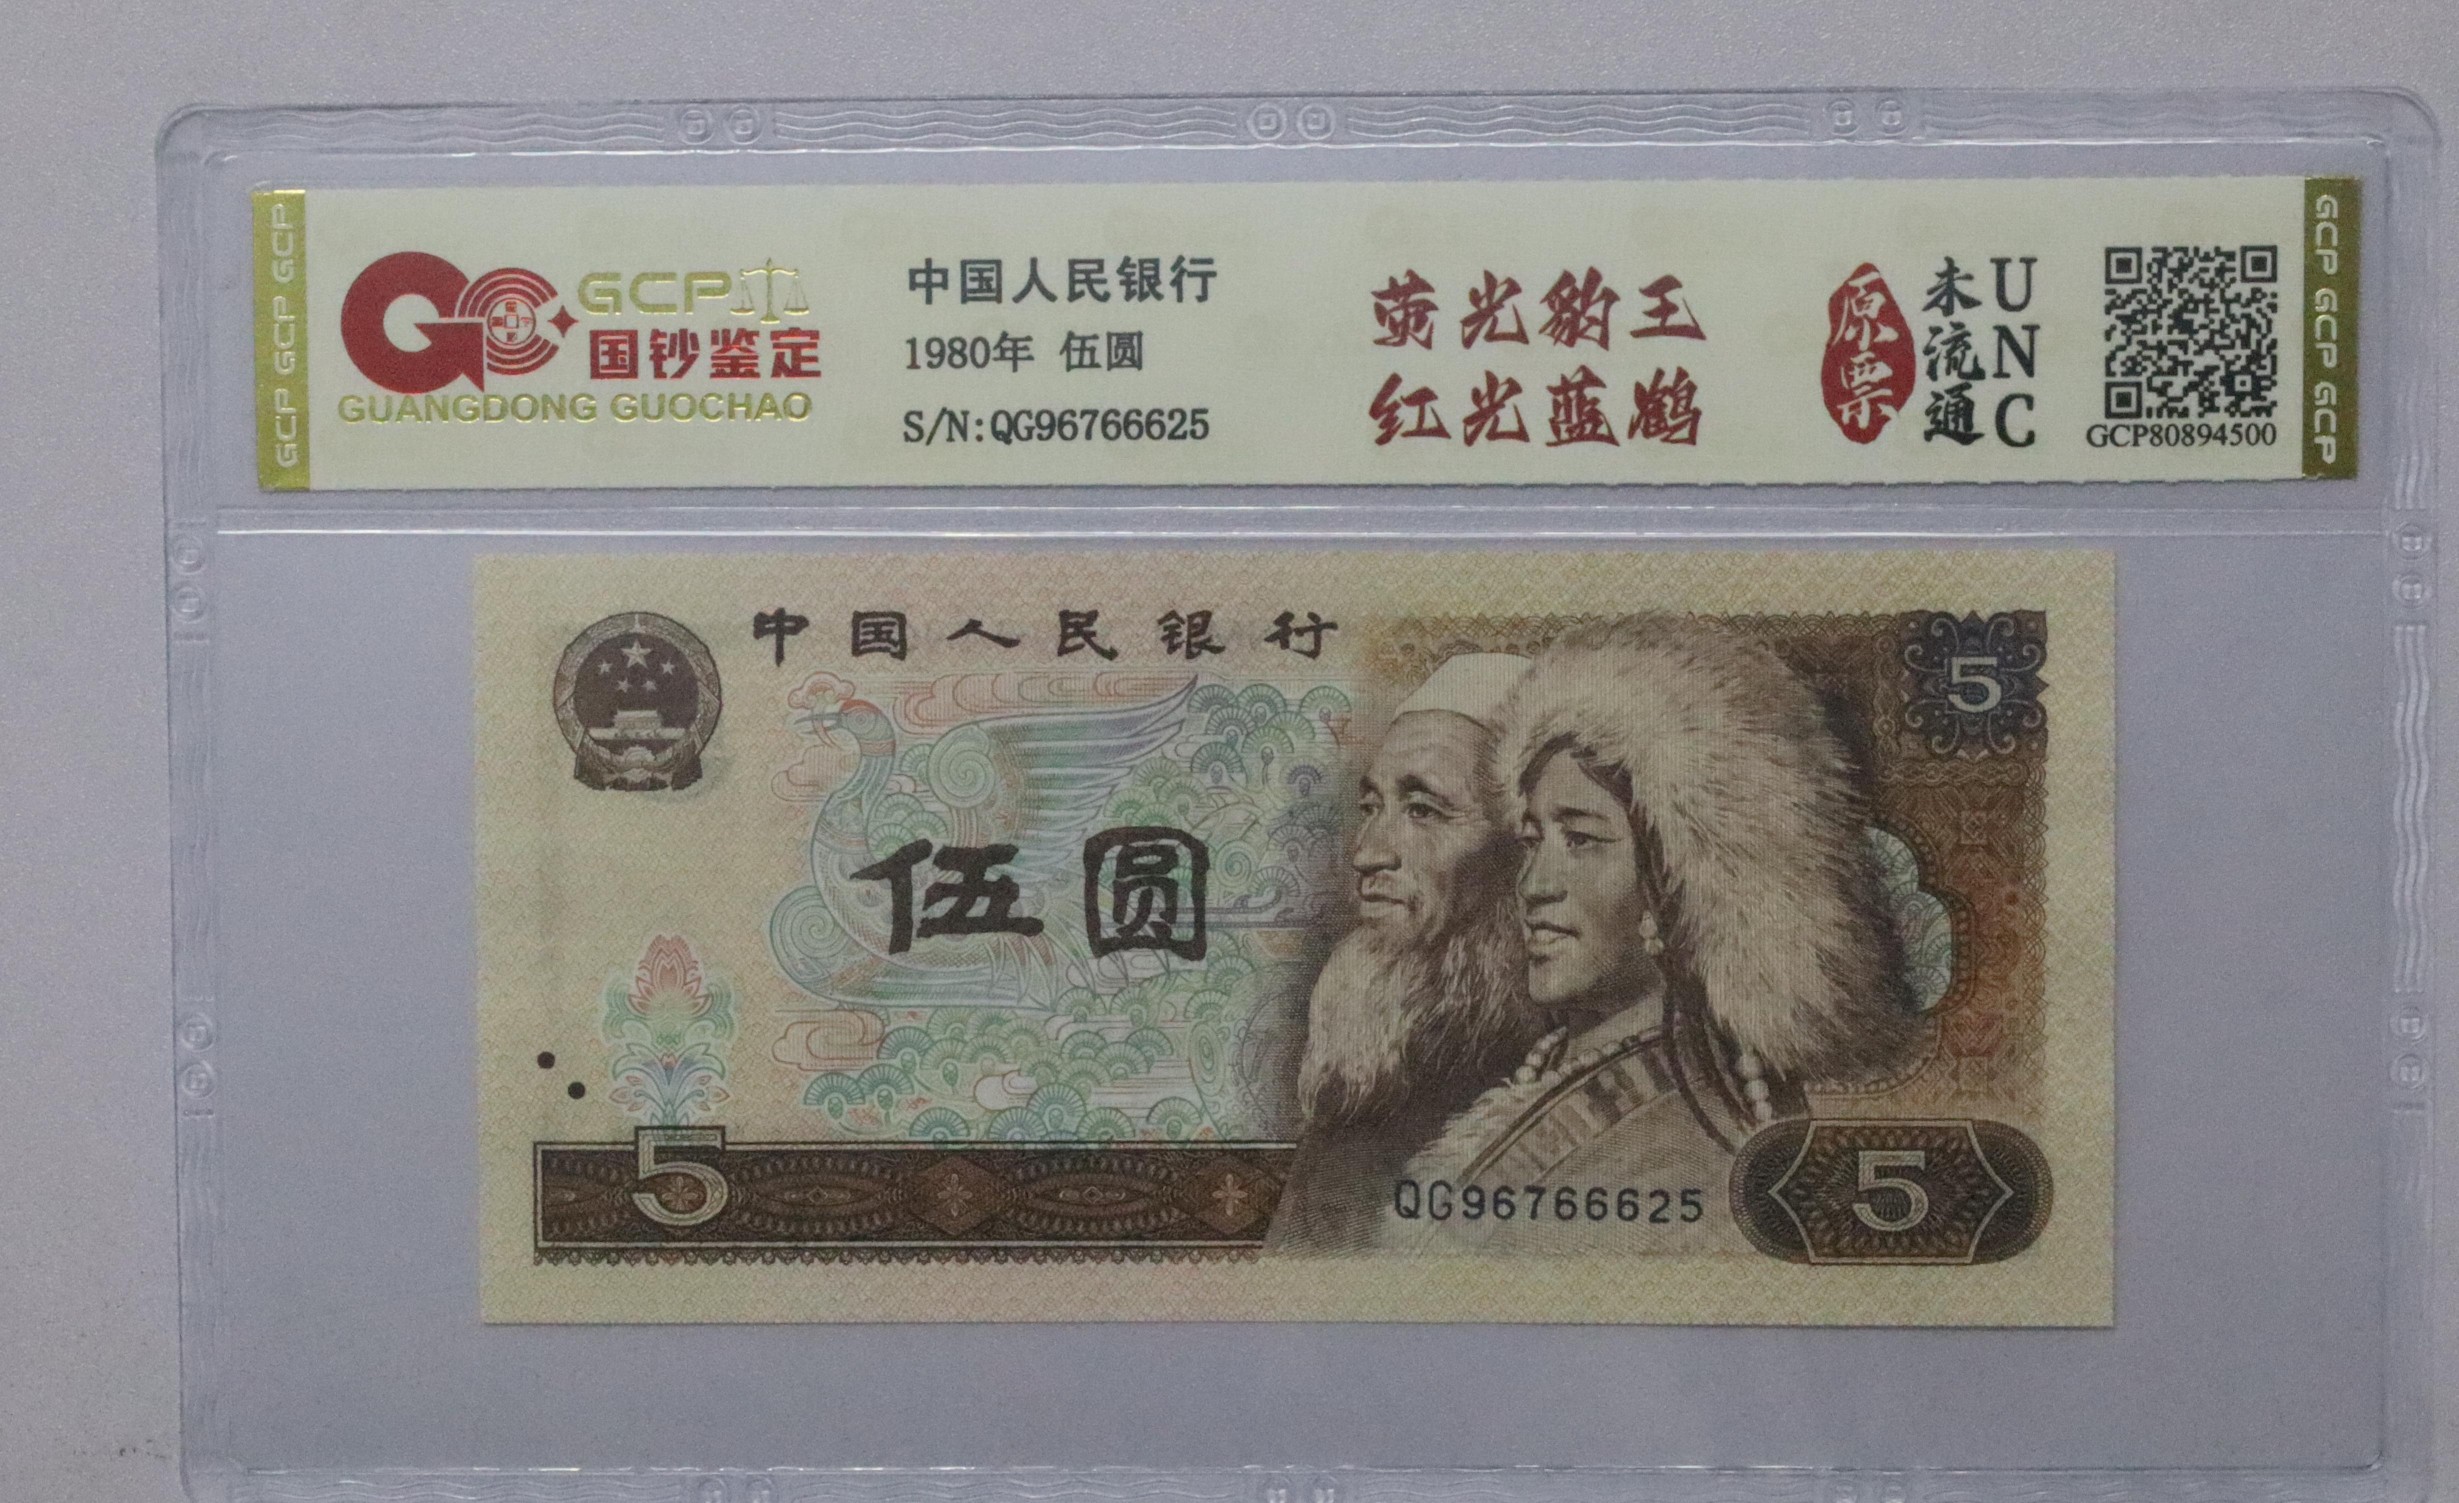 GCP GCP GCP
GCP
国钞鉴定
GUANGDONG GUOCHAO
中国人民银行
1980年 伍圆
S/N:QG96766625
荧光豹王
红光蓝鹤
原票
未流通
UNC
GCP80894500
GCP GCP GCP
中国人民银行
5
伍圆
5
QG96766625
5